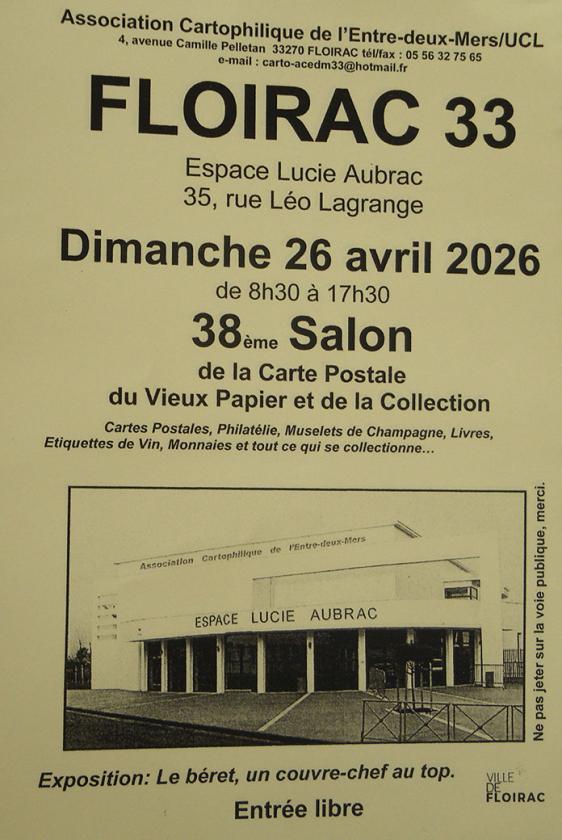 Association Cartophilique de l'Entre-deux-Mers/UCL
4, avenue Camille Pelletan 33270 FLOIRAC tél/fax : 05 56 32 75 65
e-mail : carto-acedm33@hotmail.fr
FLOIRAC 33
Espace Lucie Aubrac
35, rue Léo Lagrange
Dimanche 26 avril 2026
de 8h30 à 17h30
38ème Salon
de la Carte Postale
du Vieux Papier et de la Collection
Cartes Postales, Philatélie, Muselets de Champagne, Livres,
Etiquettes de Vin, Monnaies et tout ce qui se collectionne...
Association Cartophilique de l'Entre-deux-Mers
ESPACE LUCIE AUBRAC
Ne pas jeter sur la voie publique, merci.
Exposition: Le béret, un couvre-chef au top.
Entrée libre
VILLE
DE
FLOIRAC